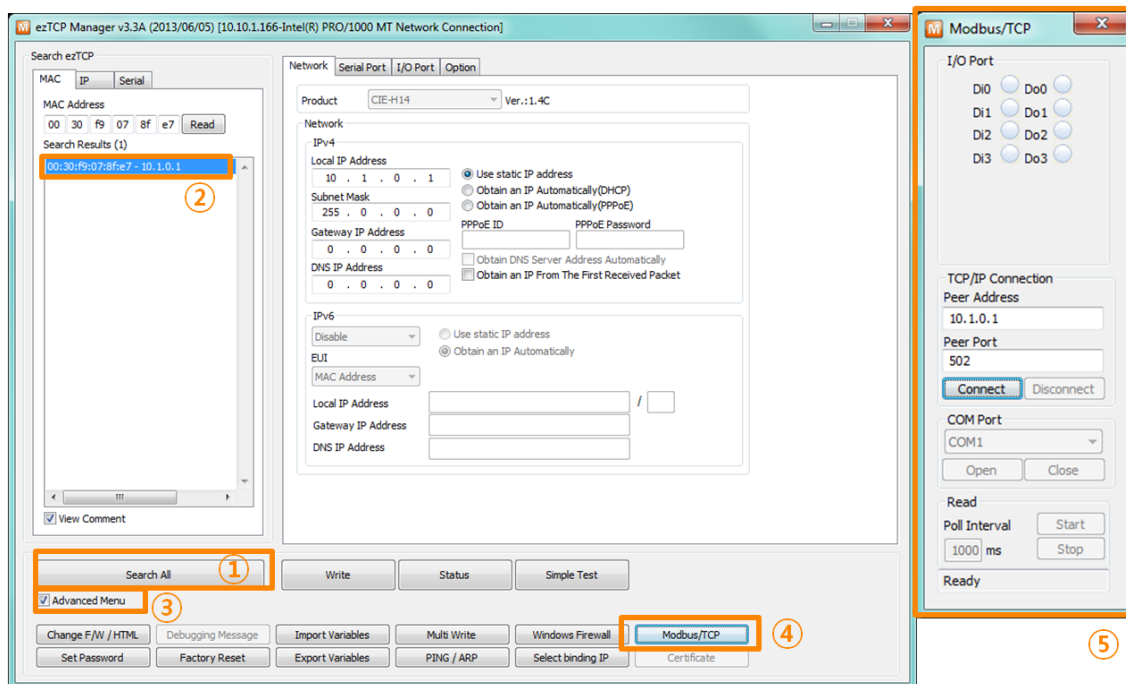 ezTCP Manager v3.3A (2013/06/05) [10.10.1.166-Intel(R) PRO/1000 MT Network Connection]
Search ezTCP
MAC IP Serial
MAC Address
00 30 f9 07 8f e7 Read
Search Results (1)
00:30:f9:07:8f:e7 - 10.1.0.1
②
View Comment
Network Serial Port I/O Port Option
Product CIE-H14 Ver.:1.4C
Network
IPv4
Local IP Address
10 . 1 . 0 . 1
Use static IP address
Obtain an IP Automatically(DHCP)
Subnet Mask
255 . 0 . 0 . 0
Obtain an IP Automatically(PPPoE)
Gateway IP Address
0 . 0 . 0 . 0
PPPoE ID PPPoE Password
DNS IP Address
0 . 0 . 0 . 0
Obtain DNS Server Address Automatically
Obtain an IP From The First Received Packet
IPv6
Disable
Use static IP address
Obtain an IP Automatically
EUI
MAC Address
Local IP Address /
Gateway IP Address
DNS IP Address
Search All ① Write Status Simple Test
Advanced Menu ③
Change F/W / HTML Debugging Message Import Variables Multi Write Windows Firewall Modbus/TCP ④
Set Password Factory Reset Export Variables PING / ARP Select binding IP Certificate
Modbus/TCP
I/O Port
Di0 Do0
Di1 Do1
Di2 Do2
Di3 Do3
TCP/IP Connection
Peer Address
10.1.0.1
Peer Port
502
Connect Disconnect
COM Port
COM1
Open Close
Read
Poll Interval Start
1000 ms Stop
Ready
⑤